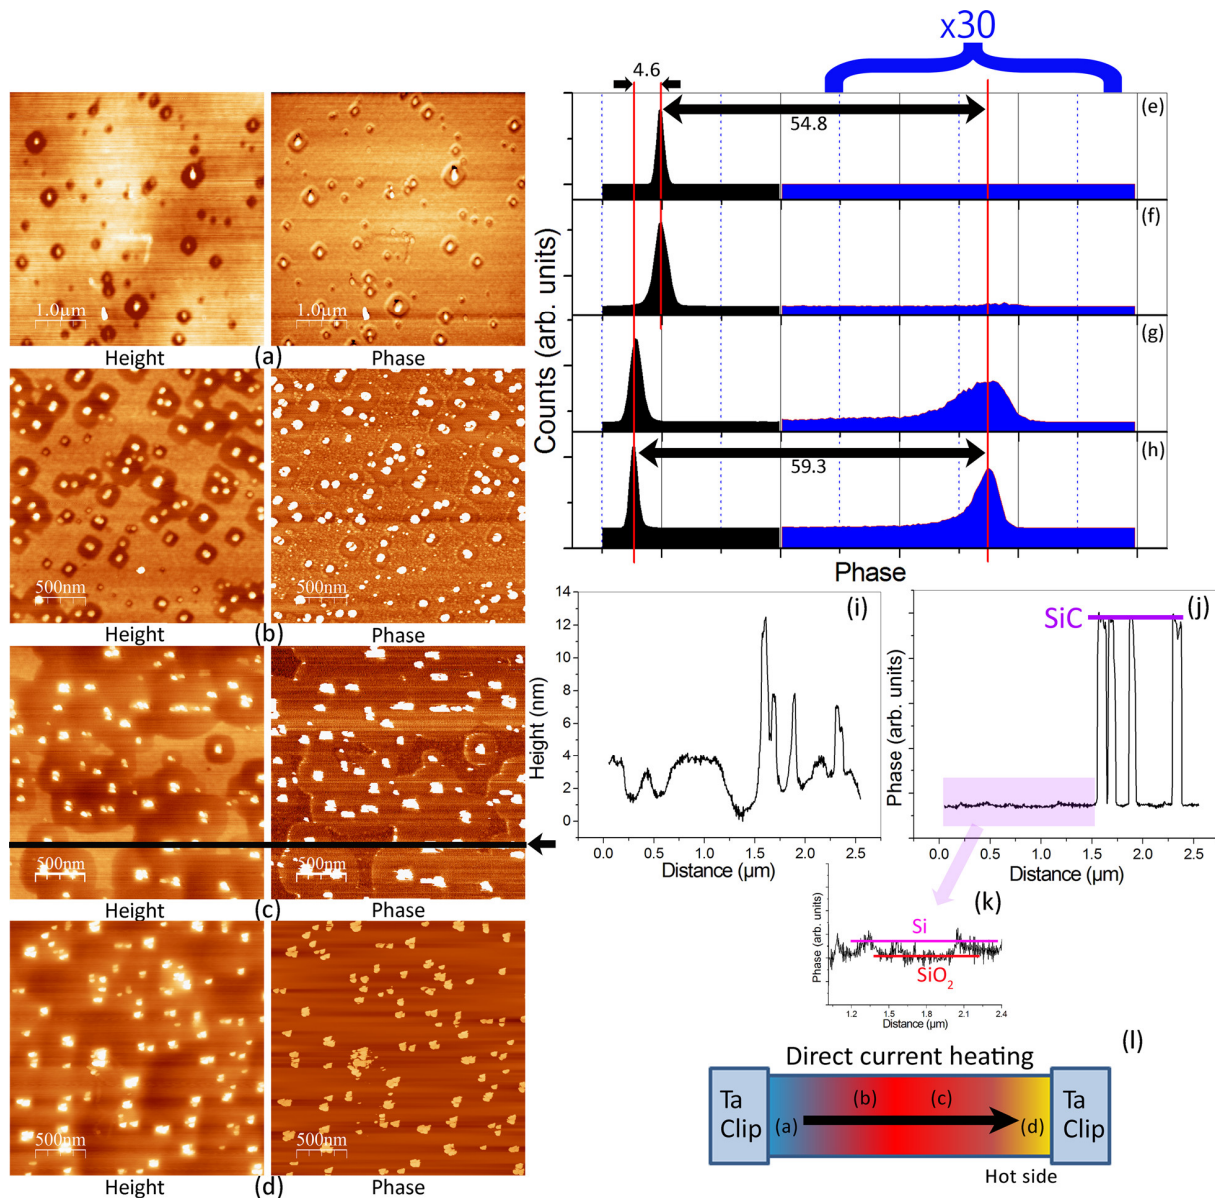 1.0µm
1.0µm
Height
(a)
Phase
500nm
500nm
Height
(b)
Phase
500nm
500nm
Height
(c)
Phase
500nm
500nm
Height
(d)
Phase
x30
4.6
54.8
59.3
(e)
(f)
(g)
(h)
Counts (arb. units)
Phase
(i)
Height (nm)
14
12
10
8
6
4
2
0
0.0 0.5 1.0 1.5 2.0 2.5
Distance (µm)
(j)
SiC
Phase (arb. units)
0.0 0.5 1.0 1.5 2.0 2.5
Distance (µm)
(k)
Si
SiO₂
Phase (arb. units)
1.2 1.5 1.8 2.1 2.4
Distance (µm)
(l)
Direct current heating
Ta
Clip
(a)
(b)
(c)
(d)
Ta
Clip
Hot side